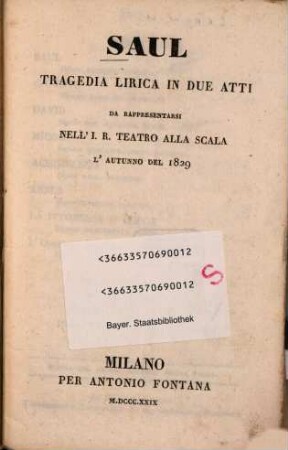 SAUL
TRAGEDIA LIRICA IN DUE ATTI
DA RAPPRESENTARSI
NELL' I. R. TEATRO ALLA SCALA
L' AUTUNNO DEL 1829
<36633570690012
<36633570690012
S
Bayer. Staatsbibliothek
MILANO
PER ANTONIO FONTANA
M.DCCC.XXIX